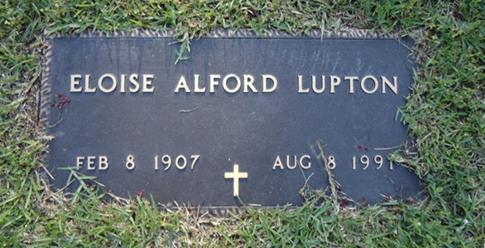 ELOISE ALFORD LUPTON
FEB 8 1907 AUG 8 1991